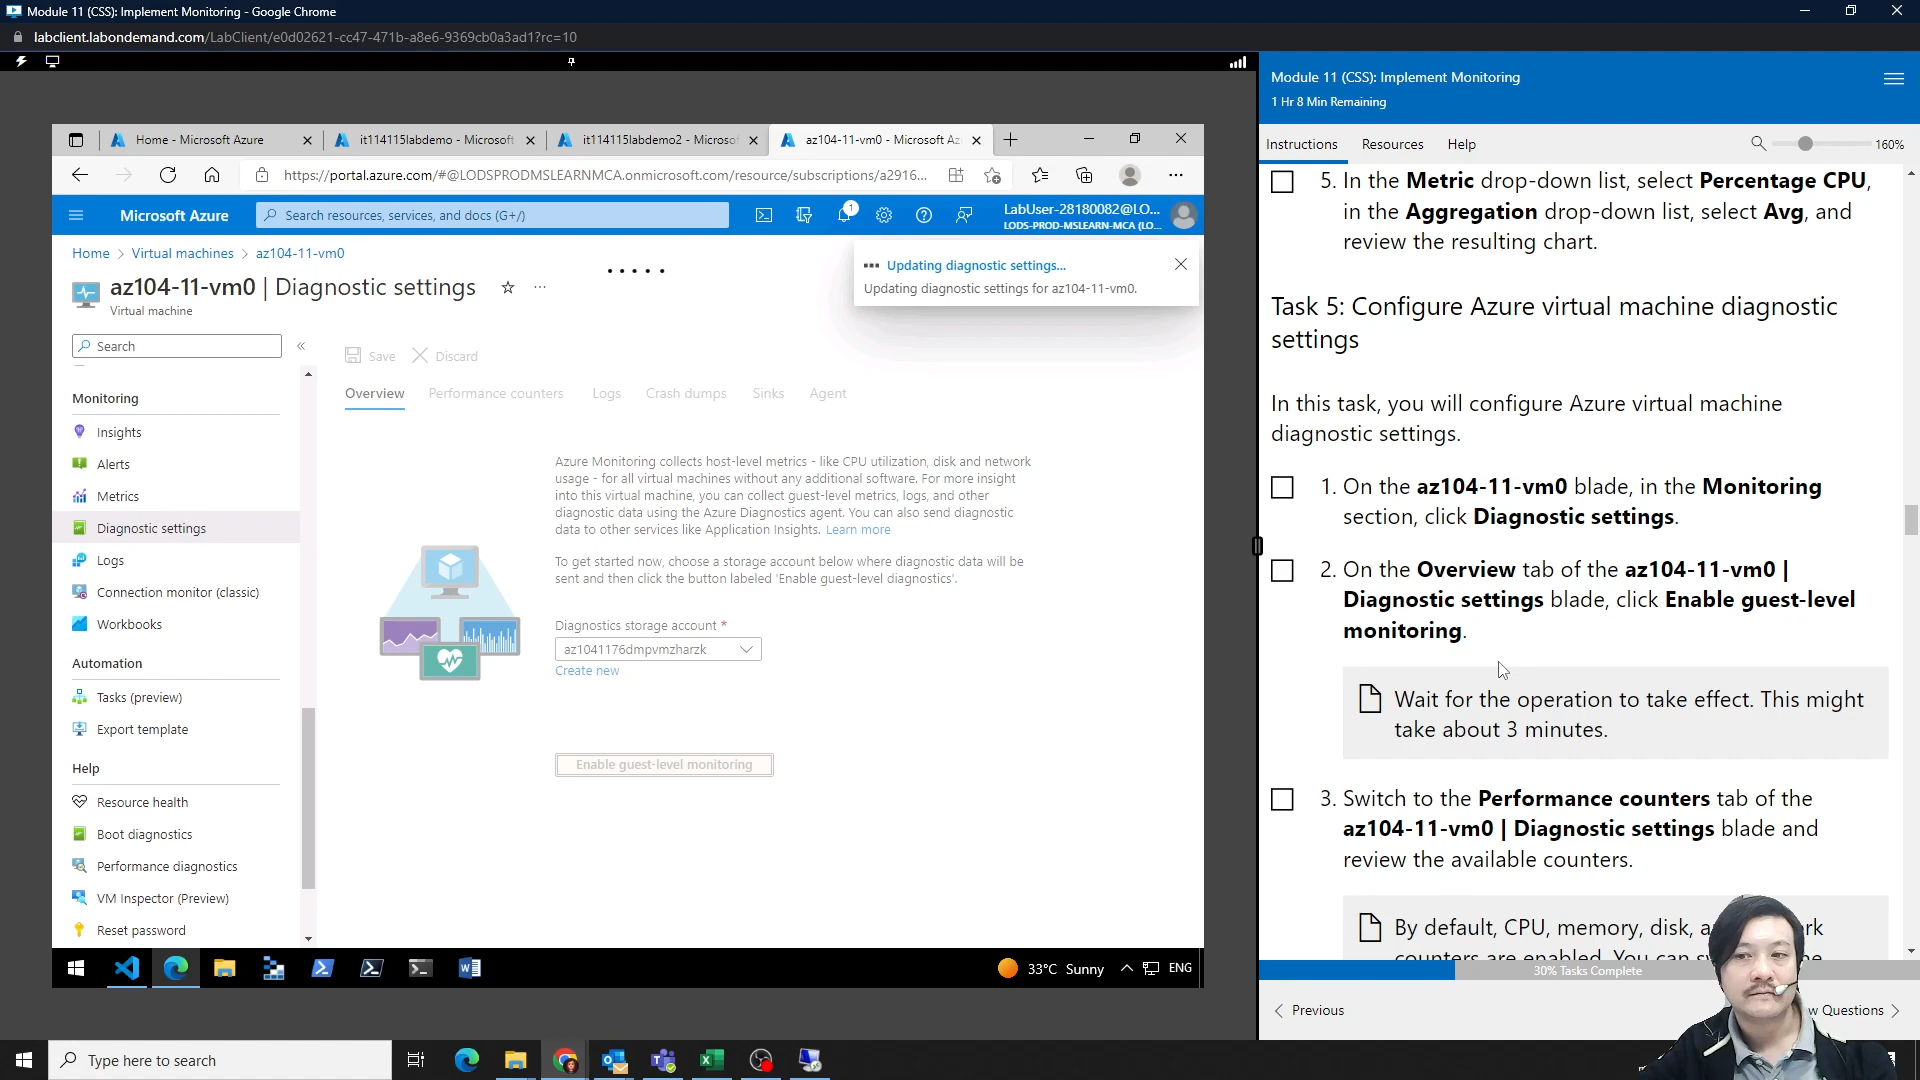 Module 11 (CSS): Implement Monitoring - Google Chrome
labclient.labondemand.com/LabClient/e0d02621-cc47-471b-a8e6-9369cb0a3ad1?rc=10
Home - Microsoft Azure
it114115labdemo - Microsoft
it114115labdemo2 - Microsof
az104-11-vm0 - Microsoft Az
https://portal.azure.com/#@LODSPRODMSLEARNMCA.onmicrosoft.com/resource/subscriptions/a2916...
Microsoft Azure
Search resources, services, and docs (G+/)
1
LabUser-28180082@LO...
LODS-PROD-MSLEARN-MCA (LO...
Home > Virtual machines > az104-11-vm0
az104-11-vm0 | Diagnostic settings
Virtual machine
Updating diagnostic settings...
Updating diagnostic settings for az104-11-vm0.
Search
Monitoring
Insights
Alerts
Metrics
Diagnostic settings
Logs
Connection monitor (classic)
Workbooks
Automation
Tasks (preview)
Export template
Help
Resource health
Boot diagnostics
Performance diagnostics
VM Inspector (Preview)
Reset password
Save Discard
Overview Performance counters Logs Crash dumps Sinks Agent
Azure Monitoring collects host-level metrics - like CPU utilization, disk and network
usage - for all virtual machines without any additional software. For more insight
into this virtual machine, you can collect guest-level metrics, logs, and other
diagnostic data using the Azure Diagnostics agent. You can also send diagnostic
data to other services like Application Insights. Learn more
To get started now, choose a storage account below where diagnostic data will be
sent and then click the button labeled 'Enable guest-level diagnostics'.
Diagnostics storage account *
az1041176dmpvmzharzk
Create new
Enable guest-level monitoring
33°C Sunny
ENG
Module 11 (CSS): Implement Monitoring
1 Hr 8 Min Remaining
Instructions Resources Help
160%
5. In the Metric drop-down list, select Percentage CPU,
in the Aggregation drop-down list, select Avg, and
review the resulting chart.
Task 5: Configure Azure virtual machine diagnostic
settings
In this task, you will configure Azure virtual machine
diagnostic settings.
1. On the az104-11-vm0 blade, in the Monitoring
section, click Diagnostic settings.
2. On the Overview tab of the az104-11-vm0 |
Diagnostic settings blade, click Enable guest-level
monitoring.
Wait for the operation to take effect. This might
take about 3 minutes.
3. Switch to the Performance counters tab of the
az104-11-vm0 | Diagnostic settings blade and
review the available counters.
By default, CPU, memory, disk, a rk
counters are enabled. You can
30% Tasks Complete
Previous
w Questions
Type here to search